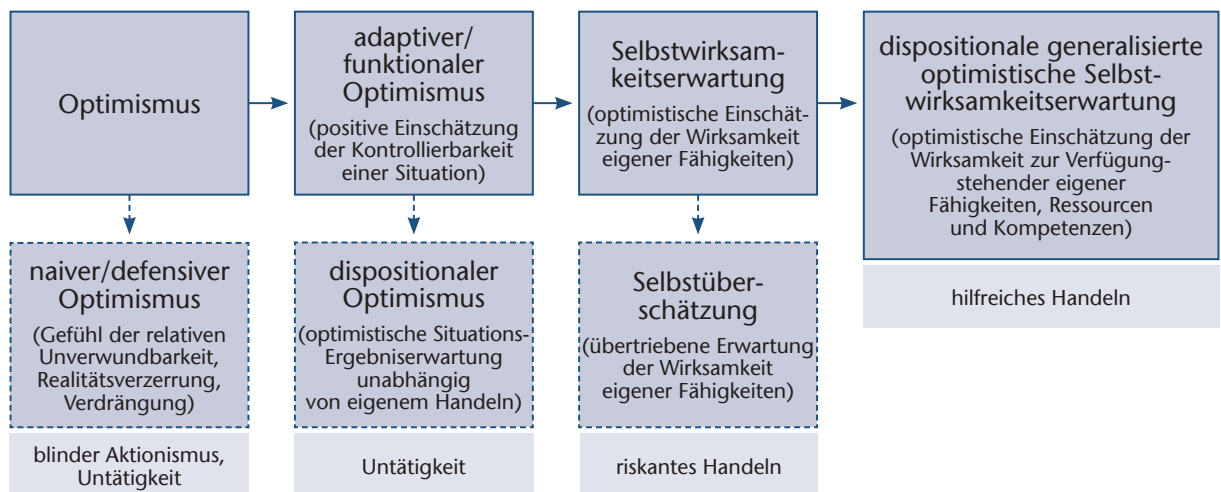 Optimismus
adaptiver/
funktionaler
Optimismus
(positive Einschätzung
der Kontrollierbarkeit
einer Situation)
Selbstwirksam-
keitserwartung
(optimistische Einschät-
zung der Wirksamkeit
eigener Fähigkeiten)
dispositionale generalisierte
optimistische Selbst-
wirksamkeitserwartung
(optimistische Einschätzung der
Wirksamkeit zur Verfügung-
stehender eigener
Fähigkeiten, Ressourcen
und Kompetenzen)
naiver/defensiver
Optimismus
(Gefühl der relativen
Unverwundbarkeit,
Realitätsverzerrung,
Verdrängung)
dispositionaler
Optimismus
(optimistische Situations-
Ergebniserwartung
unabhängig
von eigenem Handeln)
Selbstüber-
schätzung
(übertriebene Erwartung
der Wirksamkeit
eigener Fähigkeiten)
hilfreiches Handeln
blinder Aktionismus,
Untätigkeit
Untätigkeit
riskantes Handeln